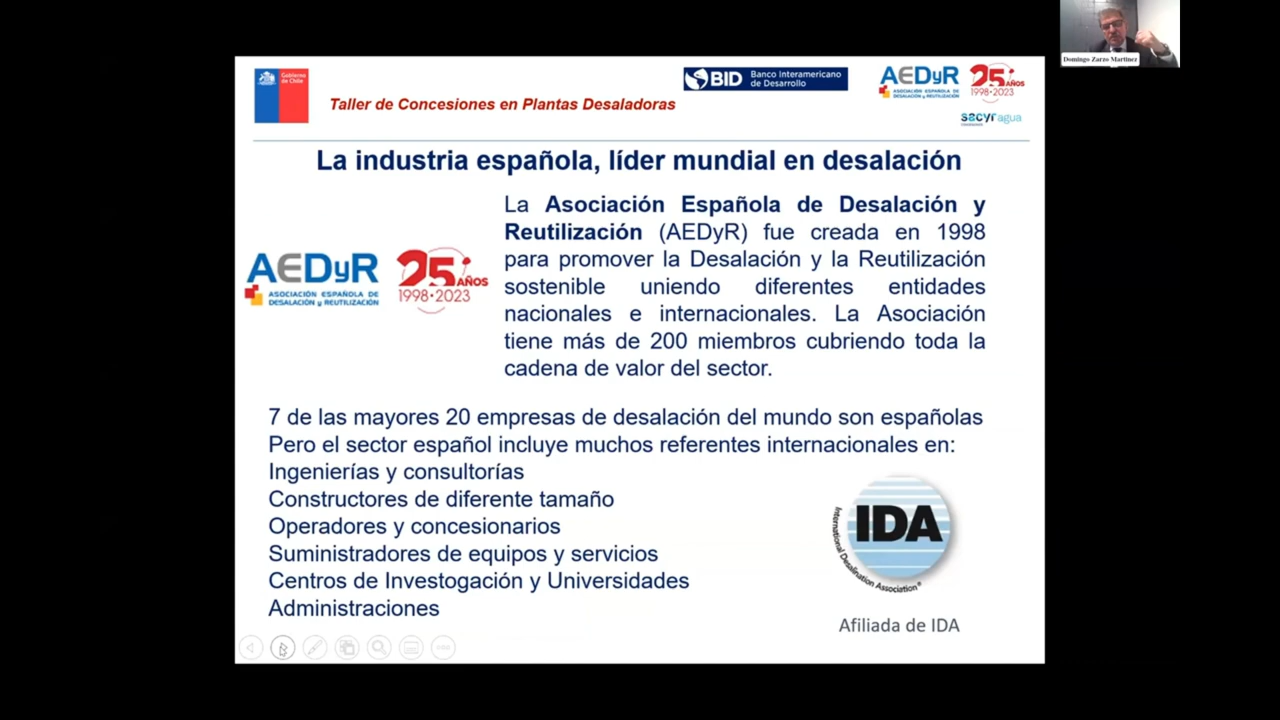 Domingo Zarzo Martínez
Gobierno
de Chile
Taller de Concesiones en Plantas Desaladoras
BID
Banco Interamericano
de Desarrollo
AEDyR
ASOCIACIÓN ESPAÑOLA DE
DESALACIÓN y REUTILIZACIÓN
25 AÑOS
1998•2023
sacyr agua
La industria española, líder mundial en desalación
La Asociación Española de Desalación y
Reutilización (AEDyR) fue creada en 1998
para promover la Desalación y la Reutilización
sostenible uniendo diferentes entidades
nacionales e internacionales. La Asociación
tiene más de 200 miembros cubriendo toda la
cadena de valor del sector.
AEDyR
ASOCIACIÓN ESPAÑOLA DE
DESALACIÓN y REUTILIZACIÓN
25 AÑOS
1998•2023
7 de las mayores 20 empresas de desalación del mundo son españolas
Pero el sector español incluye muchos referentes internacionales en:
Ingenierías y consultorías
Constructores de diferente tamaño
Operadores y concesionarios
Suministradores de equipos y servicios
Centros de Investogación y Universidades
Administraciones
IDA
International Desalination Association®
Afiliada de IDA